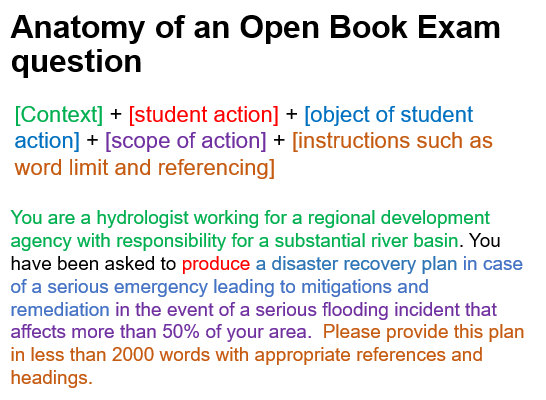 Anatomy of an Open Book Exam
question
[Context] + [student action] + [object of student
action] + [scope of action] + [instructions such as
word limit and referencing]
You are a hydrologist working for a regional development
agency with responsibility for a substantial river basin. You
have been asked to produce a disaster recovery plan in case
of a serious emergency leading to mitigations and
remediation in the event of a serious flooding incident that
affects more than 50% of your area.  Please provide this plan
in less than 2000 words with appropriate references and
headings.